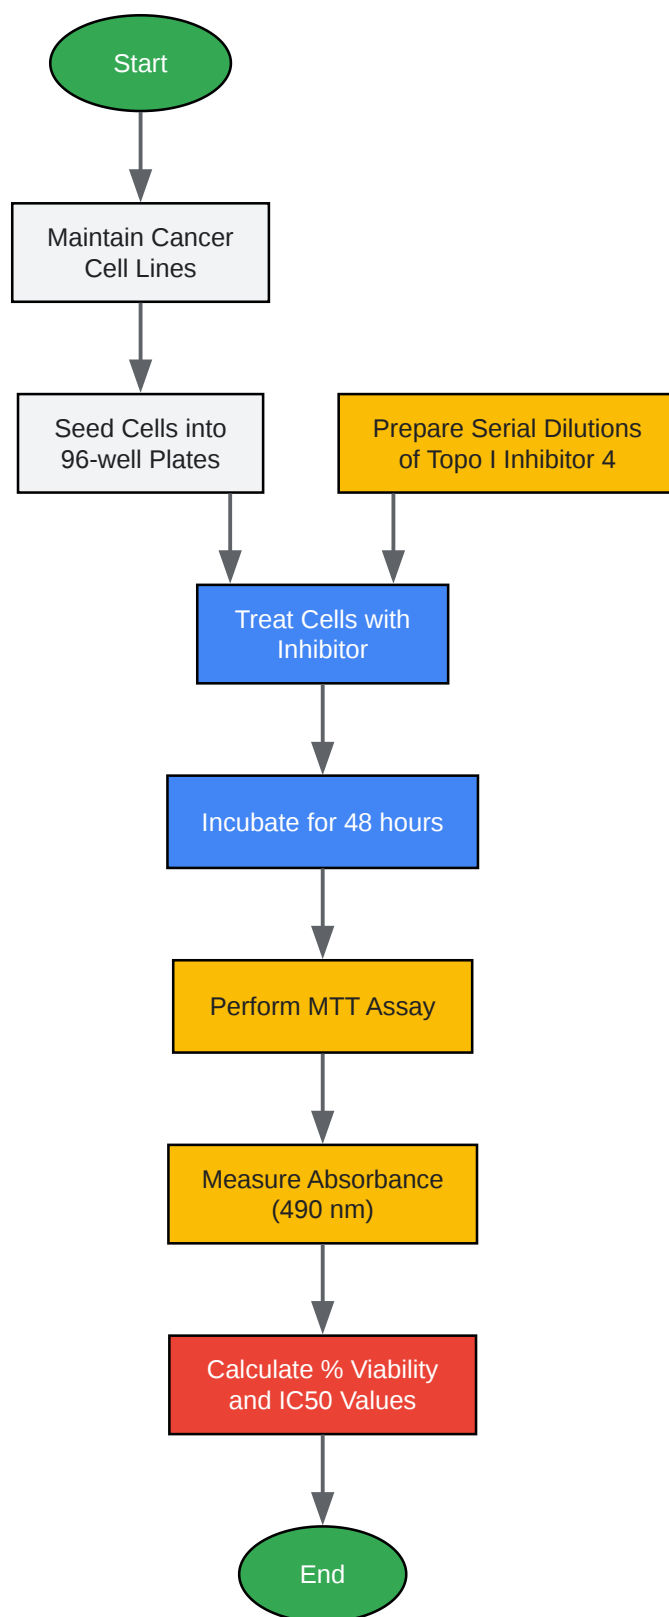 Start
Maintain Cancer
Cell Lines
Seed Cells into
96-well Plates
Prepare Serial Dilutions
of Topo I Inhibitor 4
Treat Cells with
Inhibitor
Incubate for 48 hours
Perform MTT Assay
Measure Absorbance
(490 nm)
Calculate % Viability
and IC50 Values
End